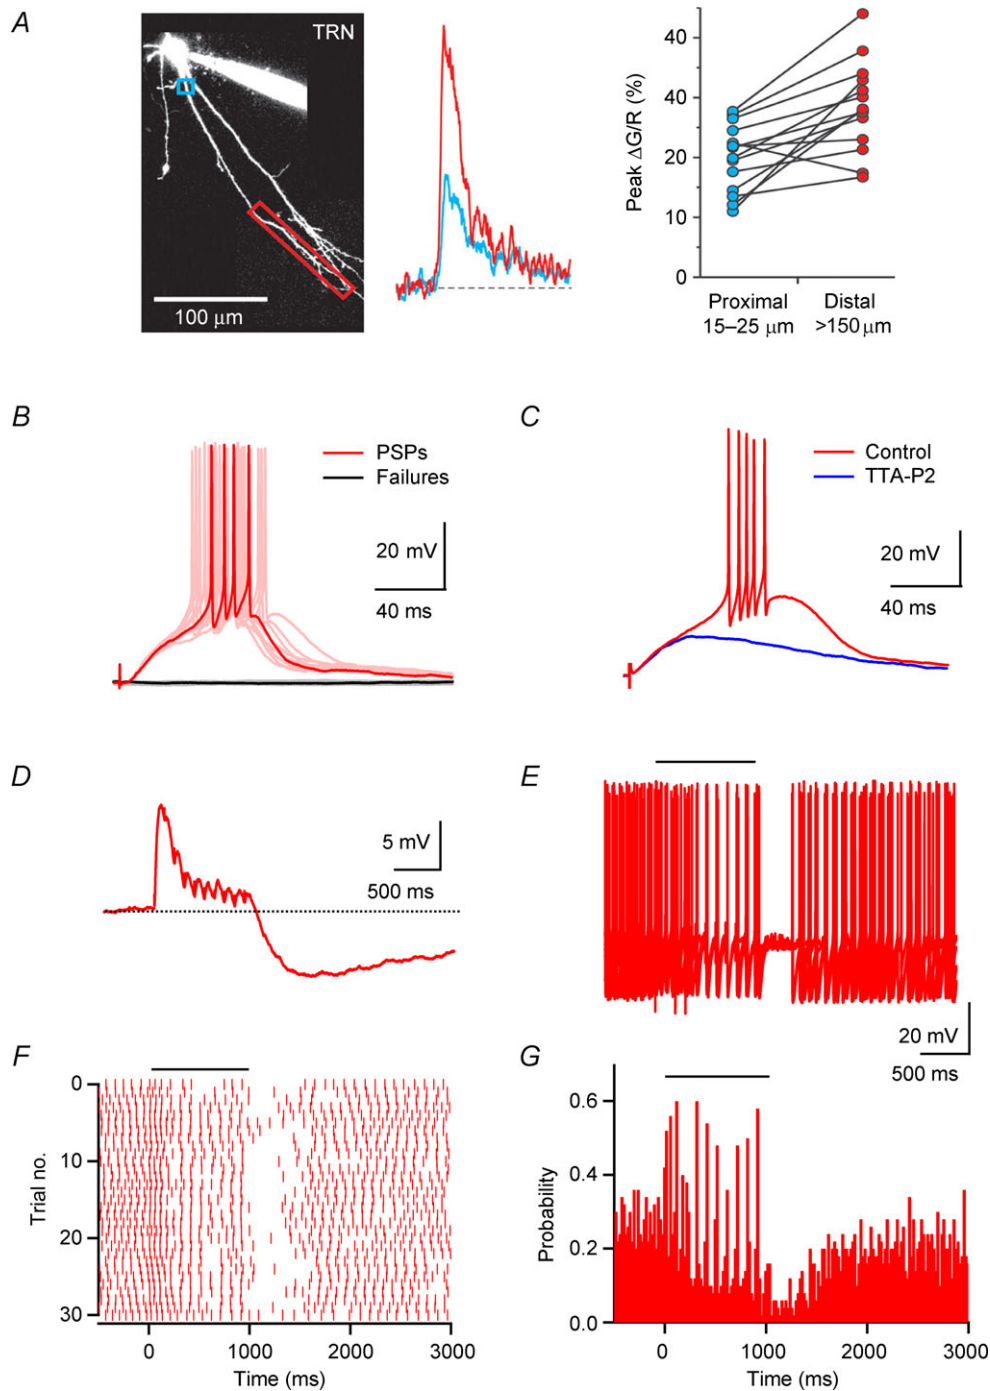 A
TRN
100 μm
Peak ΔG/R (%)
40
40
20
10
0
Proximal
15–25 μm
Distal
>150 μm
B
PSPs
Failures
20 mV
40 ms
C
Control
TTA-P2
20 mV
40 ms
D
5 mV
500 ms
E
20 mV
500 ms
F
Trial no.
0
10
20
30
0
1000
2000
3000
Time (ms)
G
Probability
0.6
0.4
0.2
0.0
0
1000
2000
3000
Time (ms)